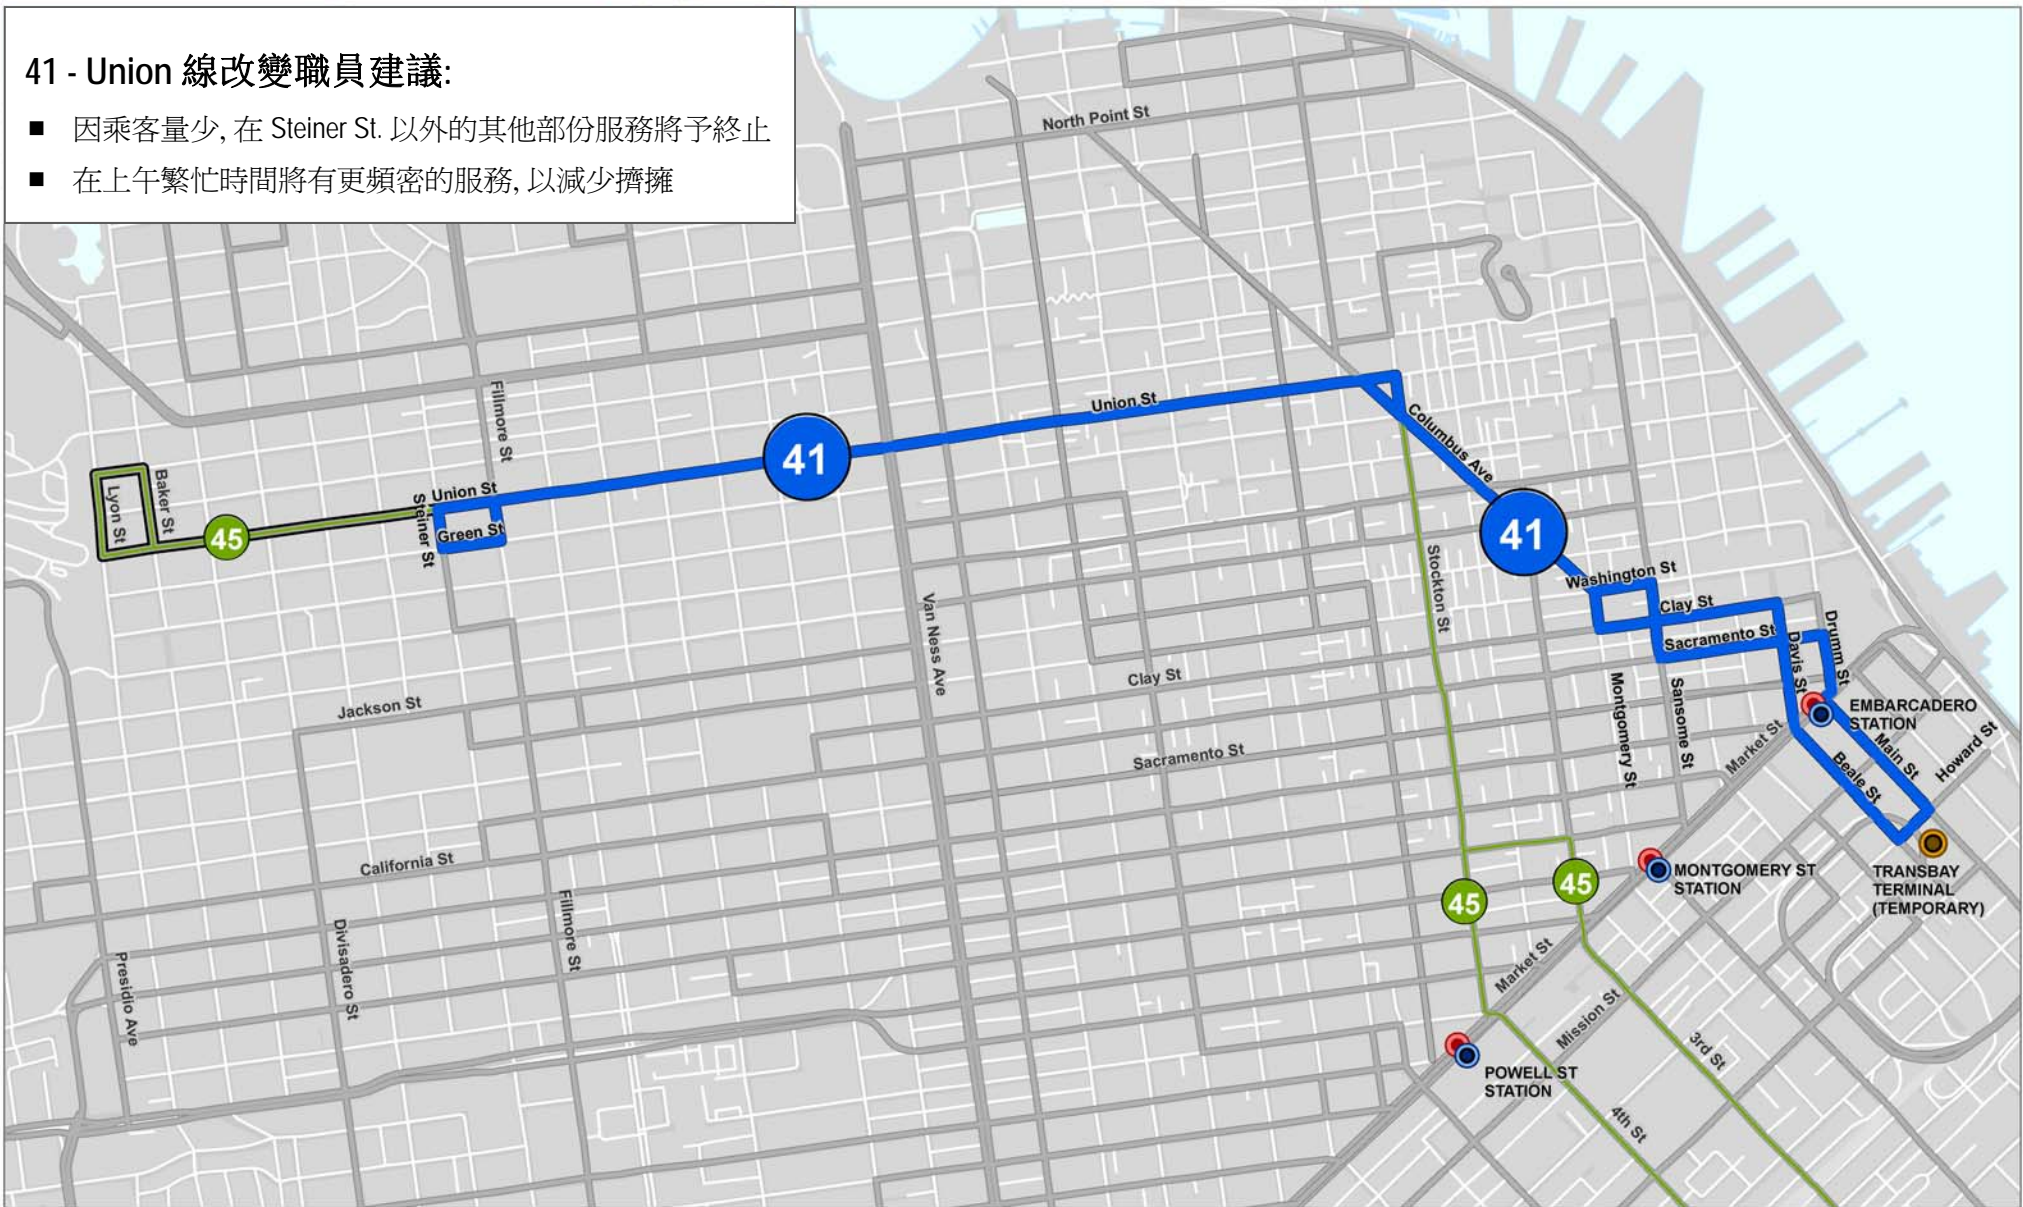 41 - Union 線改變職員建議:
■ 因乘客量少, 在 Steiner St. 以外的其他部份服務將予終止
■ 在上午繁忙時間將有更頻密的服務, 以減少擠擁
North Point St
Fillmore St
Union St
Columbus Ave
41
Baker St
Lyon St
45
Steiner St
Union St
Green St
41
Stockton St
Washington St
Clay St
Sacramento St
Davis St
Drumm St
Van Ness Ave
Clay St
Jackson St
Montgomery St
Sansome St
EMBARCADERO
STATION
Market St
Main St
Howard St
Beale St
Sacramento St
California St
45
45
MONTGOMERY ST
STATION
TRANSBAY
TERMINAL
(TEMPORARY)
Presidio Ave
Divisadero St
Fillmore St
Market St
Mission St
3rd St
POWELL ST
STATION
4th St